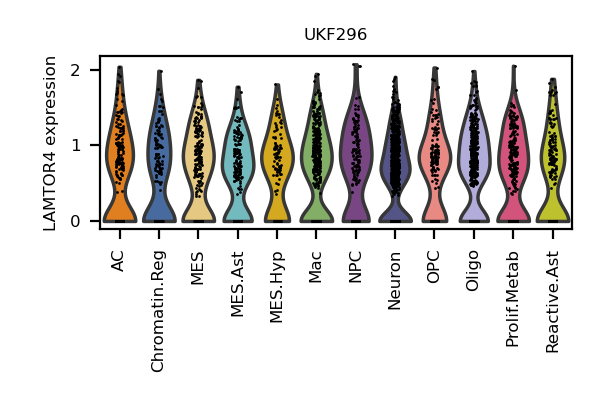 UKF296
LAMTOR4 expression
2
1
0
AC
Chromatin.Reg
MES
MES.Ast
MES.Hyp
Mac
NPC
Neuron
OPC
Oligo
Prolif.Metab
Reactive.Ast